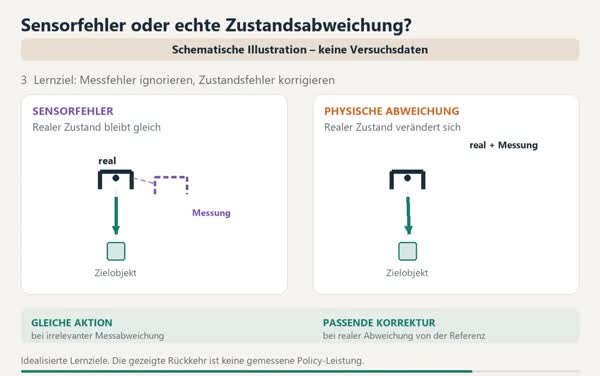 Sensorfehler oder echte Zustandsabweichung?
Schematische Illustration – keine Versuchsdaten
3 Lernziel: Messfehler ignorieren, Zustandsfehler korrigieren
SENSORFEHLER
Realer Zustand bleibt gleich
real
Messung
Zielobjekt
PHYSISCHE ABWEICHUNG
Realer Zustand verändert sich
real + Messung
Zielobjekt
GLEICHE AKTION
bei irrelevanter Messabweichung
PASSENDE KORREKTUR
bei realer Abweichung von der Referenz
Idealisierte Lernziele. Die gezeigte Rückkehr ist keine gemessene Policy-Leistung.